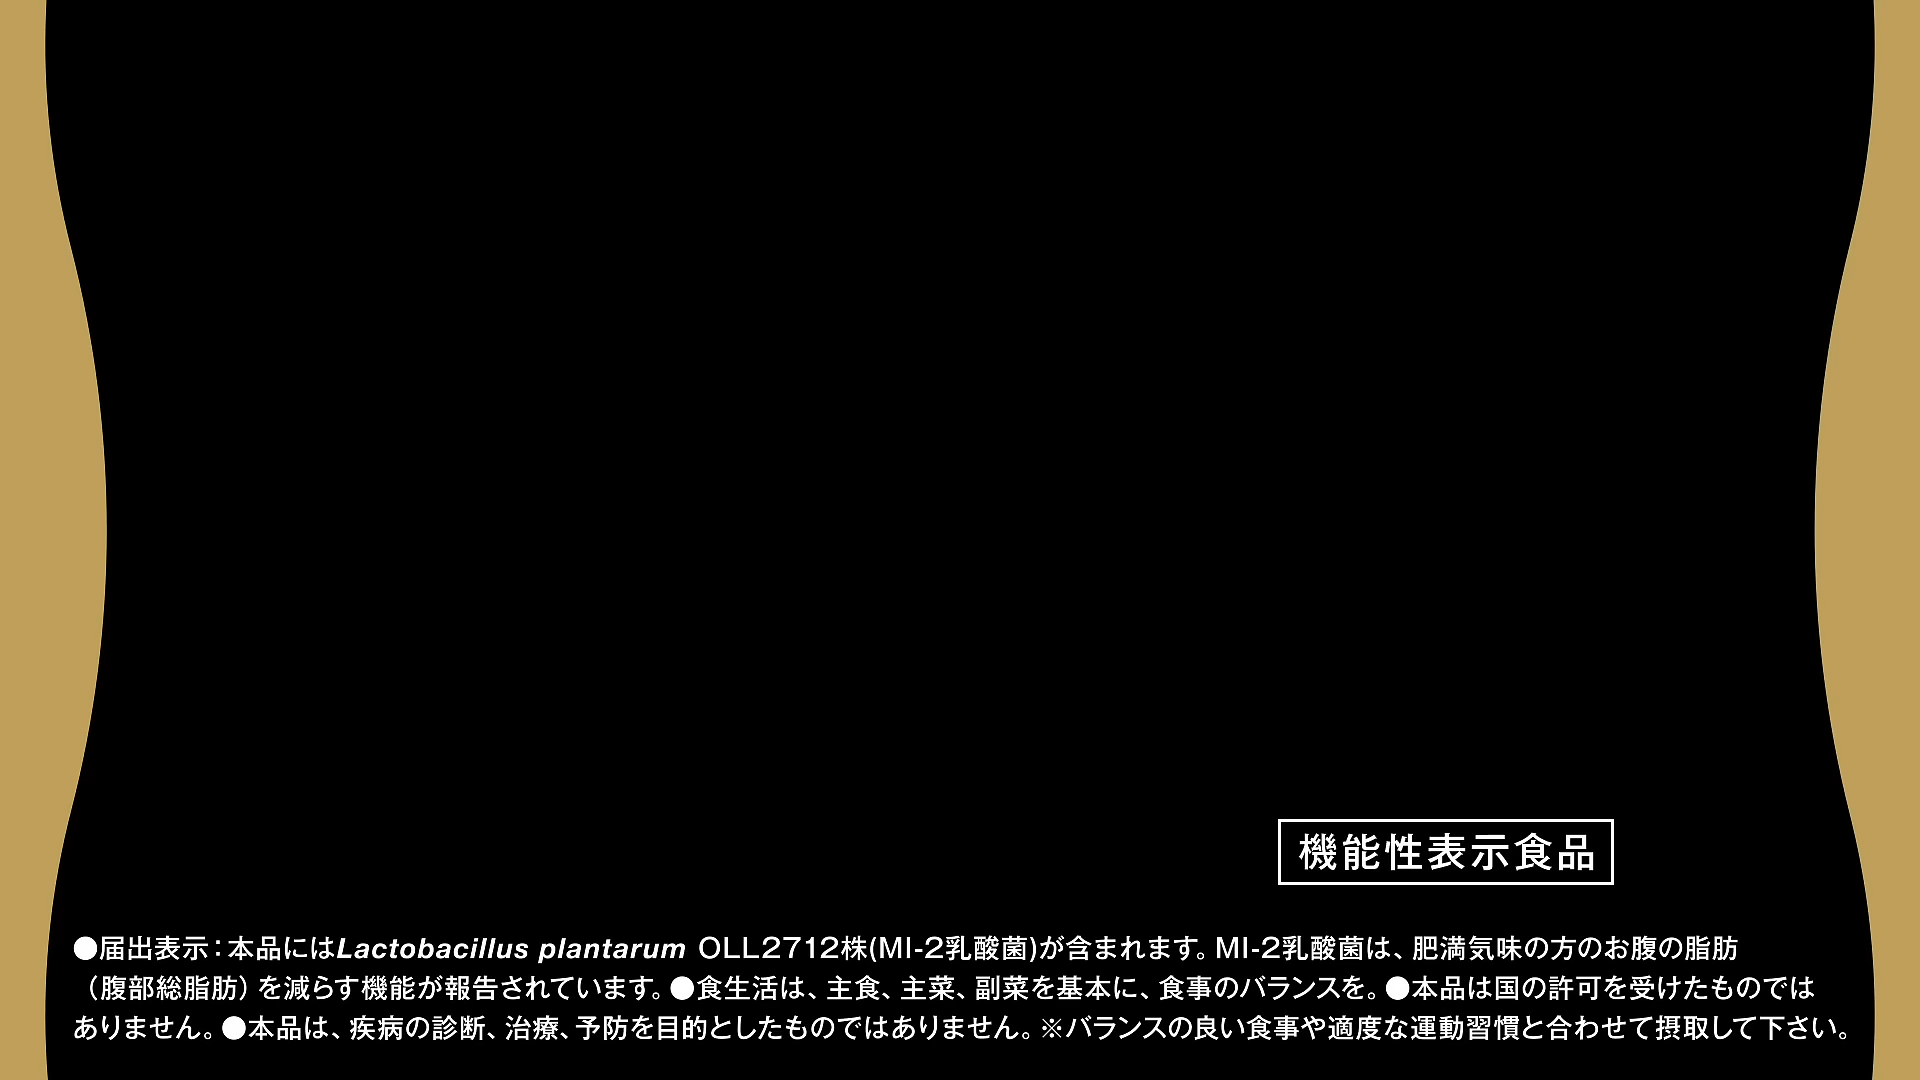 機能性表示食品
●届出表示：本品にはLactobacillus plantarum OLL2712株(MI-2乳酸菌)が含まれます。MI-2乳酸菌は、肥満気味の方のお腹の脂肪
（腹部総脂肪）を減らす機能が報告されています。●食生活は、主食、主菜、副菜を基本に、食事のバランスを。●本品は国の許可を受けたものでは
ありません。●本品は、疾病の診断、治療、予防を目的としたものではありません。※バランスの良い食事や適度な運動習慣と合わせて摂取して下さい。